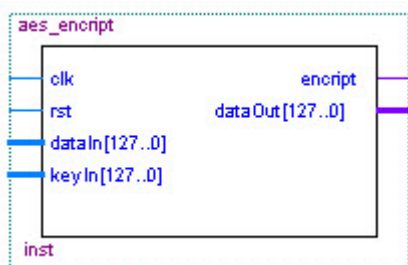 aes_encript
clk encript
rst dataOut[127..0]
dataIn[127..0]
keyIn[127..0]
inst